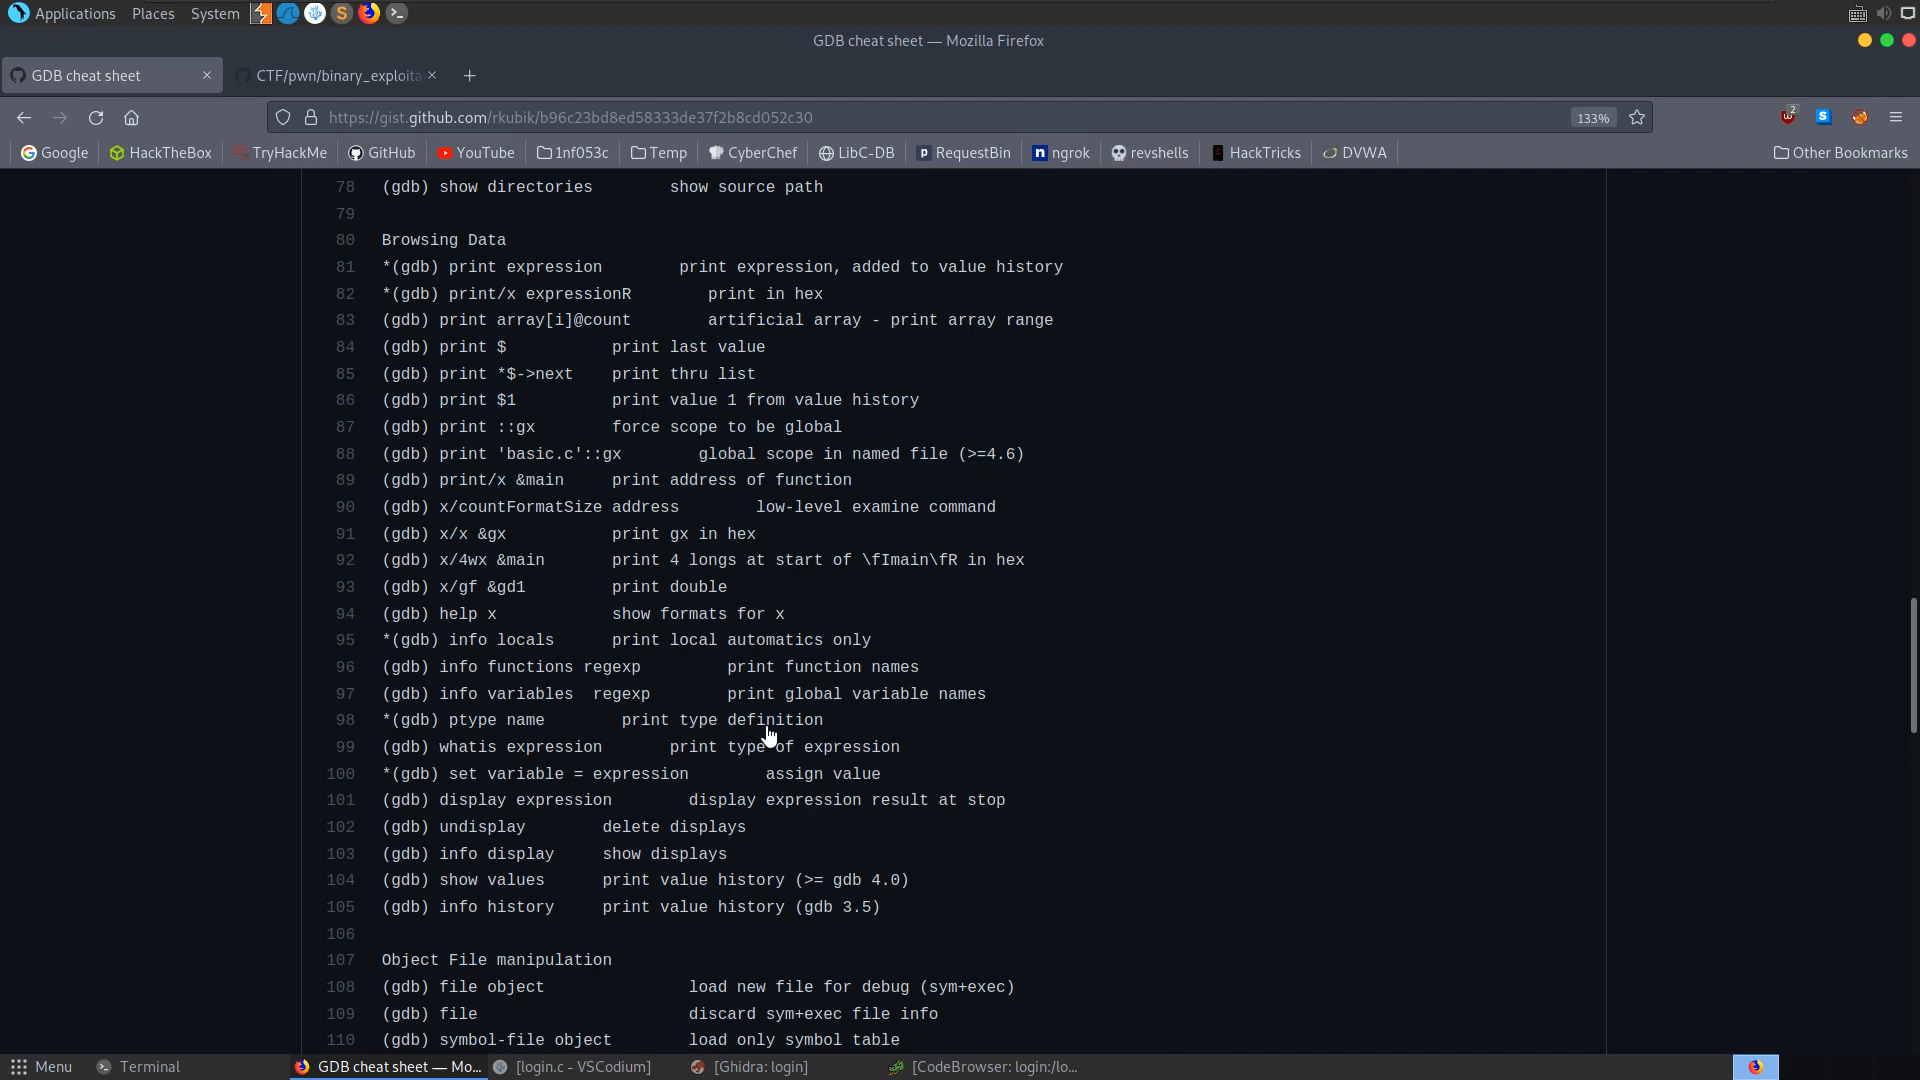 Applications Places System
GDB cheat sheet — Mozilla Firefox
GDB cheat sheet × CTF/pwn/binary_exploita × +
https://gist.github.com/rkubik/b96c23bd8ed58333de37f2b8cd052c30 133% 2
Google HackTheBox TryHackMe GitHub YouTube 1nf053c Temp CyberChef LibC-DB RequestBin ngrok revshells HackTricks DVWA Other Bookmarks
78 (gdb) show directories show source path
79
80 Browsing Data
81 *(gdb) print expression print expression, added to value history
82 *(gdb) print/x expressionR print in hex
83 (gdb) print array[i]@count artificial array - print array range
84 (gdb) print $ print last value
85 (gdb) print *$->next print thru list
86 (gdb) print $1 print value 1 from value history
87 (gdb) print ::gx force scope to be global
88 (gdb) print 'basic.c'::gx global scope in named file (>=4.6)
89 (gdb) print/x &main print address of function
90 (gdb) x/countFormatSize address low-level examine command
91 (gdb) x/x &gx print gx in hex
92 (gdb) x/4wx &main print 4 longs at start of \fImain\fR in hex
93 (gdb) x/gf &gd1 print double
94 (gdb) help x show formats for x
95 *(gdb) info locals print local automatics only
96 (gdb) info functions regexp print function names
97 (gdb) info variables regexp print global variable names
98 *(gdb) ptype name print type definition
99 (gdb) whatis expression print type of expression
100 *(gdb) set variable = expression assign value
101 (gdb) display expression display expression result at stop
102 (gdb) undisplay delete displays
103 (gdb) info display show displays
104 (gdb) show values print value history (>= gdb 4.0)
105 (gdb) info history print value history (gdb 3.5)
106
107 Object File manipulation
108 (gdb) file object load new file for debug (sym+exec)
109 (gdb) file discard sym+exec file info
110 (gdb) symbol-file object load only symbol table
Menu Terminal GDB cheat sheet — Mo... [login.c - VSCodium] [Ghidra: login] [CodeBrowser: login:/lo...